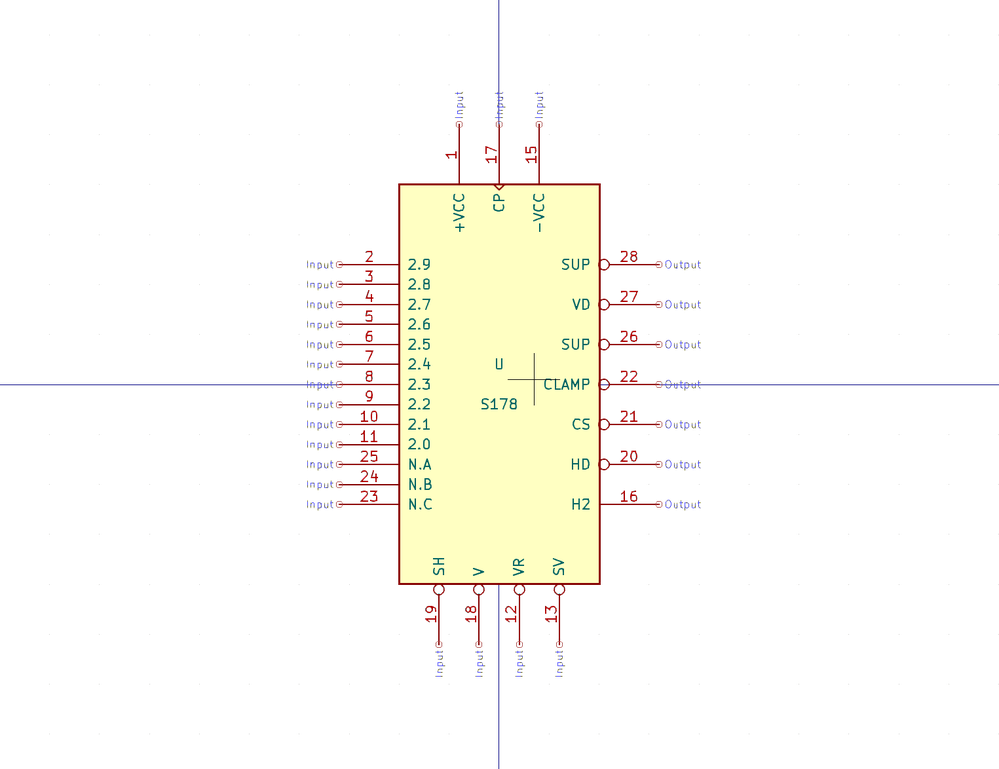 Input Input Input
1 17 15
+VCC CP -VCC
Input 2 2.9 SUP 28 Output
Input 3 2.8
Input 4 2.7 VD 27 Output
Input 5 2.6
Input 6 2.5 SUP 26 Output
Input 7 2.4 U
Input 8 2.3 CLAMP 22 Output
Input 9 2.2 S178
Input 10 2.1 CS 21 Output
Input 11 2.0
Input 25 N.A HD 20 Output
Input 24 N.B
Input 23 N.C H2 16 Output
SH V VR SV
19 18 12 13
Input Input Input Input